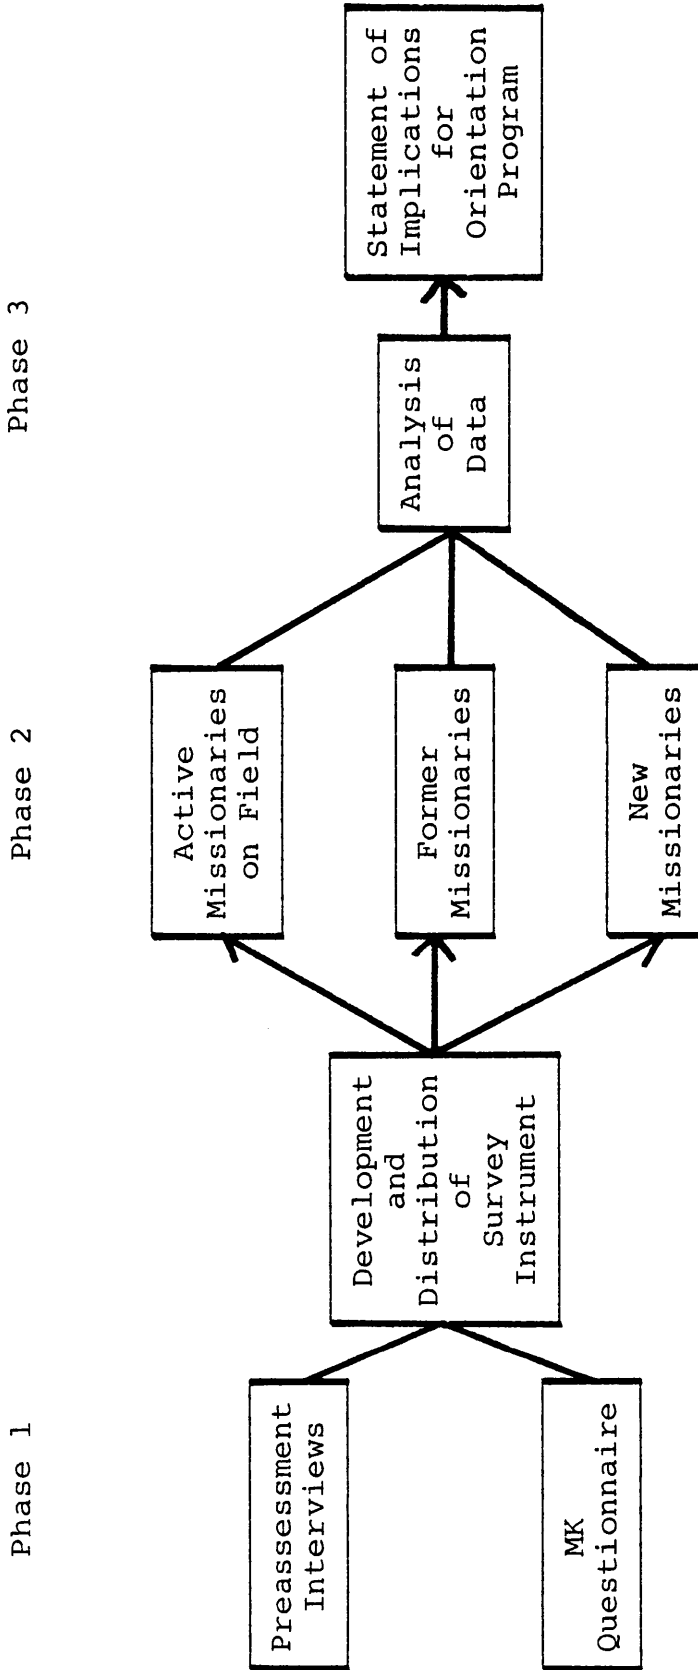 Phase 1
Phase 2
Phase 3
Preassessment
Interviews
MK
Questionnaire
Development
and
Distribution
of
Survey
Instrument
Active
Missionaries
on Field
Former
Missionaries
New
Missionaries
Analysis
of
Data
Statement of
Implications
for
Orientation
Program